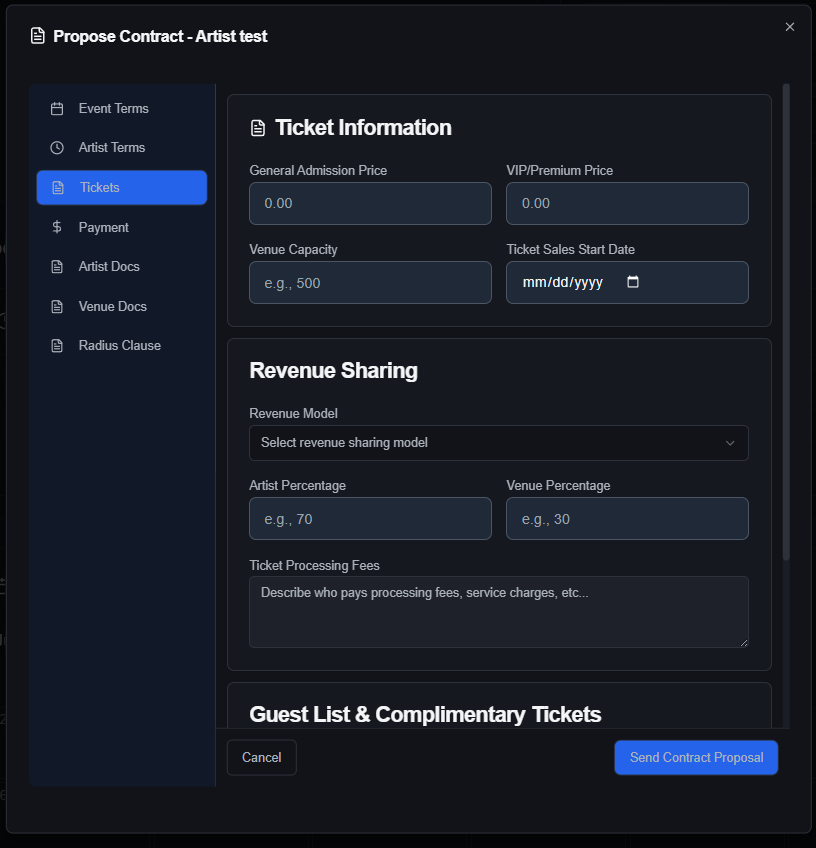 Propose Contract - Artist test
Event Terms
Artist Terms
Tickets
Payment
Artist Docs
Venue Docs
Radius Clause
Ticket Information
General Admission Price
VIP/Premium Price
0.00
0.00
Venue Capacity
Ticket Sales Start Date
e.g., 500
mm/dd/yyyy
Revenue Sharing
Revenue Model
Select revenue sharing model
Artist Percentage
Venue Percentage
e.g., 70
e.g., 30
Ticket Processing Fees
Describe who pays processing fees, service charges, etc...
Guest List & Complimentary Tickets
Cancel
Send Contract Proposal